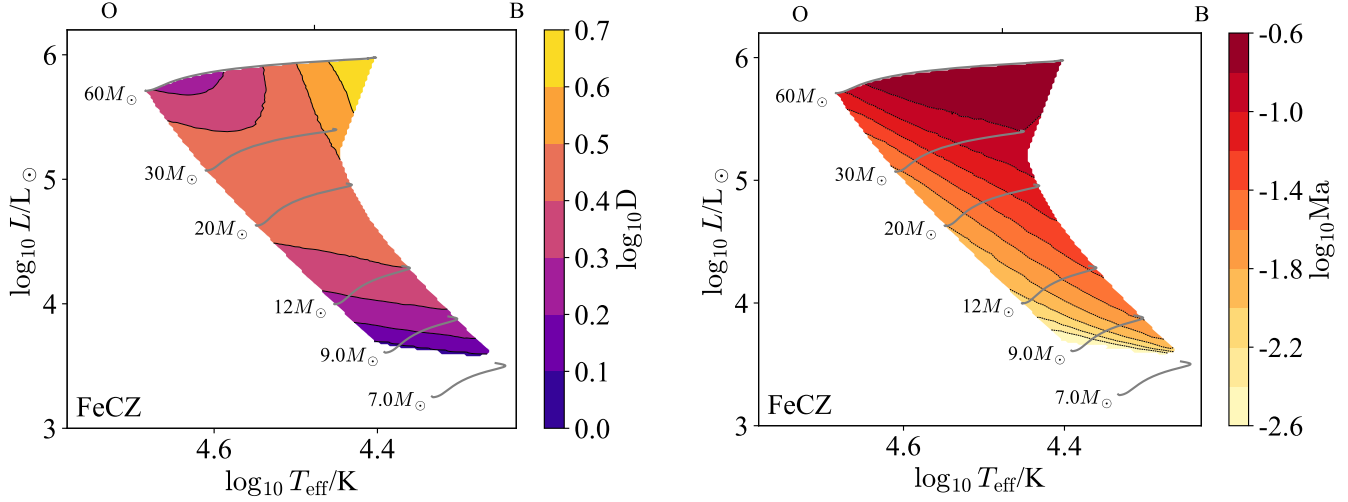 O
B
6
5
4
3
log₁₀ L/L☉
60M☉
30M☉
20M☉
12M☉
9.0M☉
7.0M☉
FeCZ
4.6
4.4
log₁₀ T_eff/K
0.7
0.6
0.5
0.4
0.3
0.2
0.1
0.0
log₁₀D
O
B
6
5
4
3
log₁₀ L/L☉
60M☉
30M☉
20M☉
12M☉
9.0M☉
7.0M☉
FeCZ
4.6
4.4
log₁₀ T_eff/K
-0.6
-1.0
-1.4
-1.8
-2.2
-2.6
log₁₀Ma